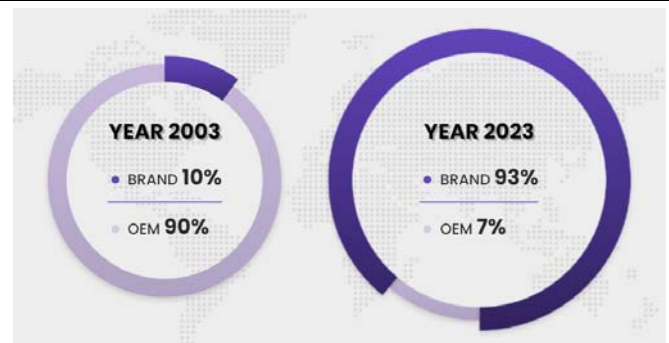 YEAR 2003
BRAND 10%
OEM 90%
YEAR 2023
BRAND 93%
OEM 7%